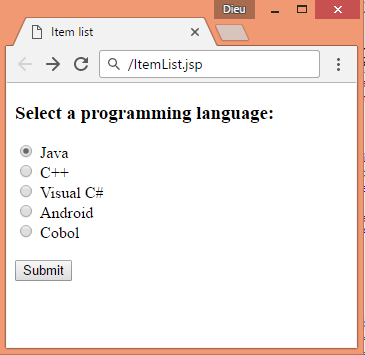 Dieu
Item list
/ItemList.jsp
Select a programming language:
Java
C++
Visual C#
Android
Cobol
Submit